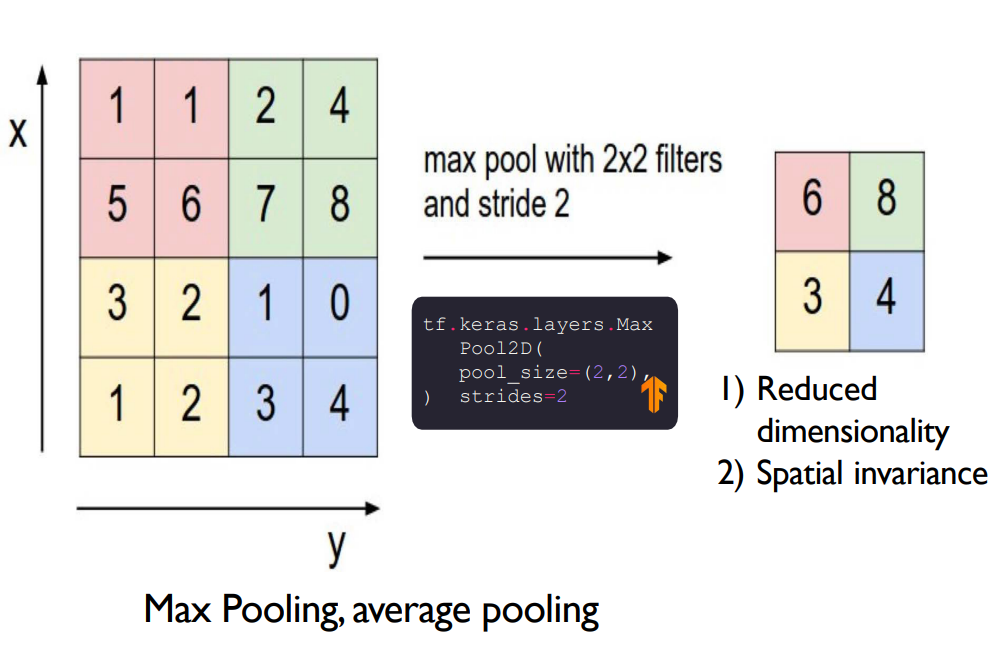 x
1 1 2 4
5 6 7 8
3 2 1 0
1 2 3 4
y
max pool with 2x2 filters
and stride 2
tf.keras.layers.Max
Pool2D(
pool_size=(2,2),
) strides=2
6 8
3 4
1) Reduced
dimensionality
2) Spatial invariance
Max Pooling, average pooling